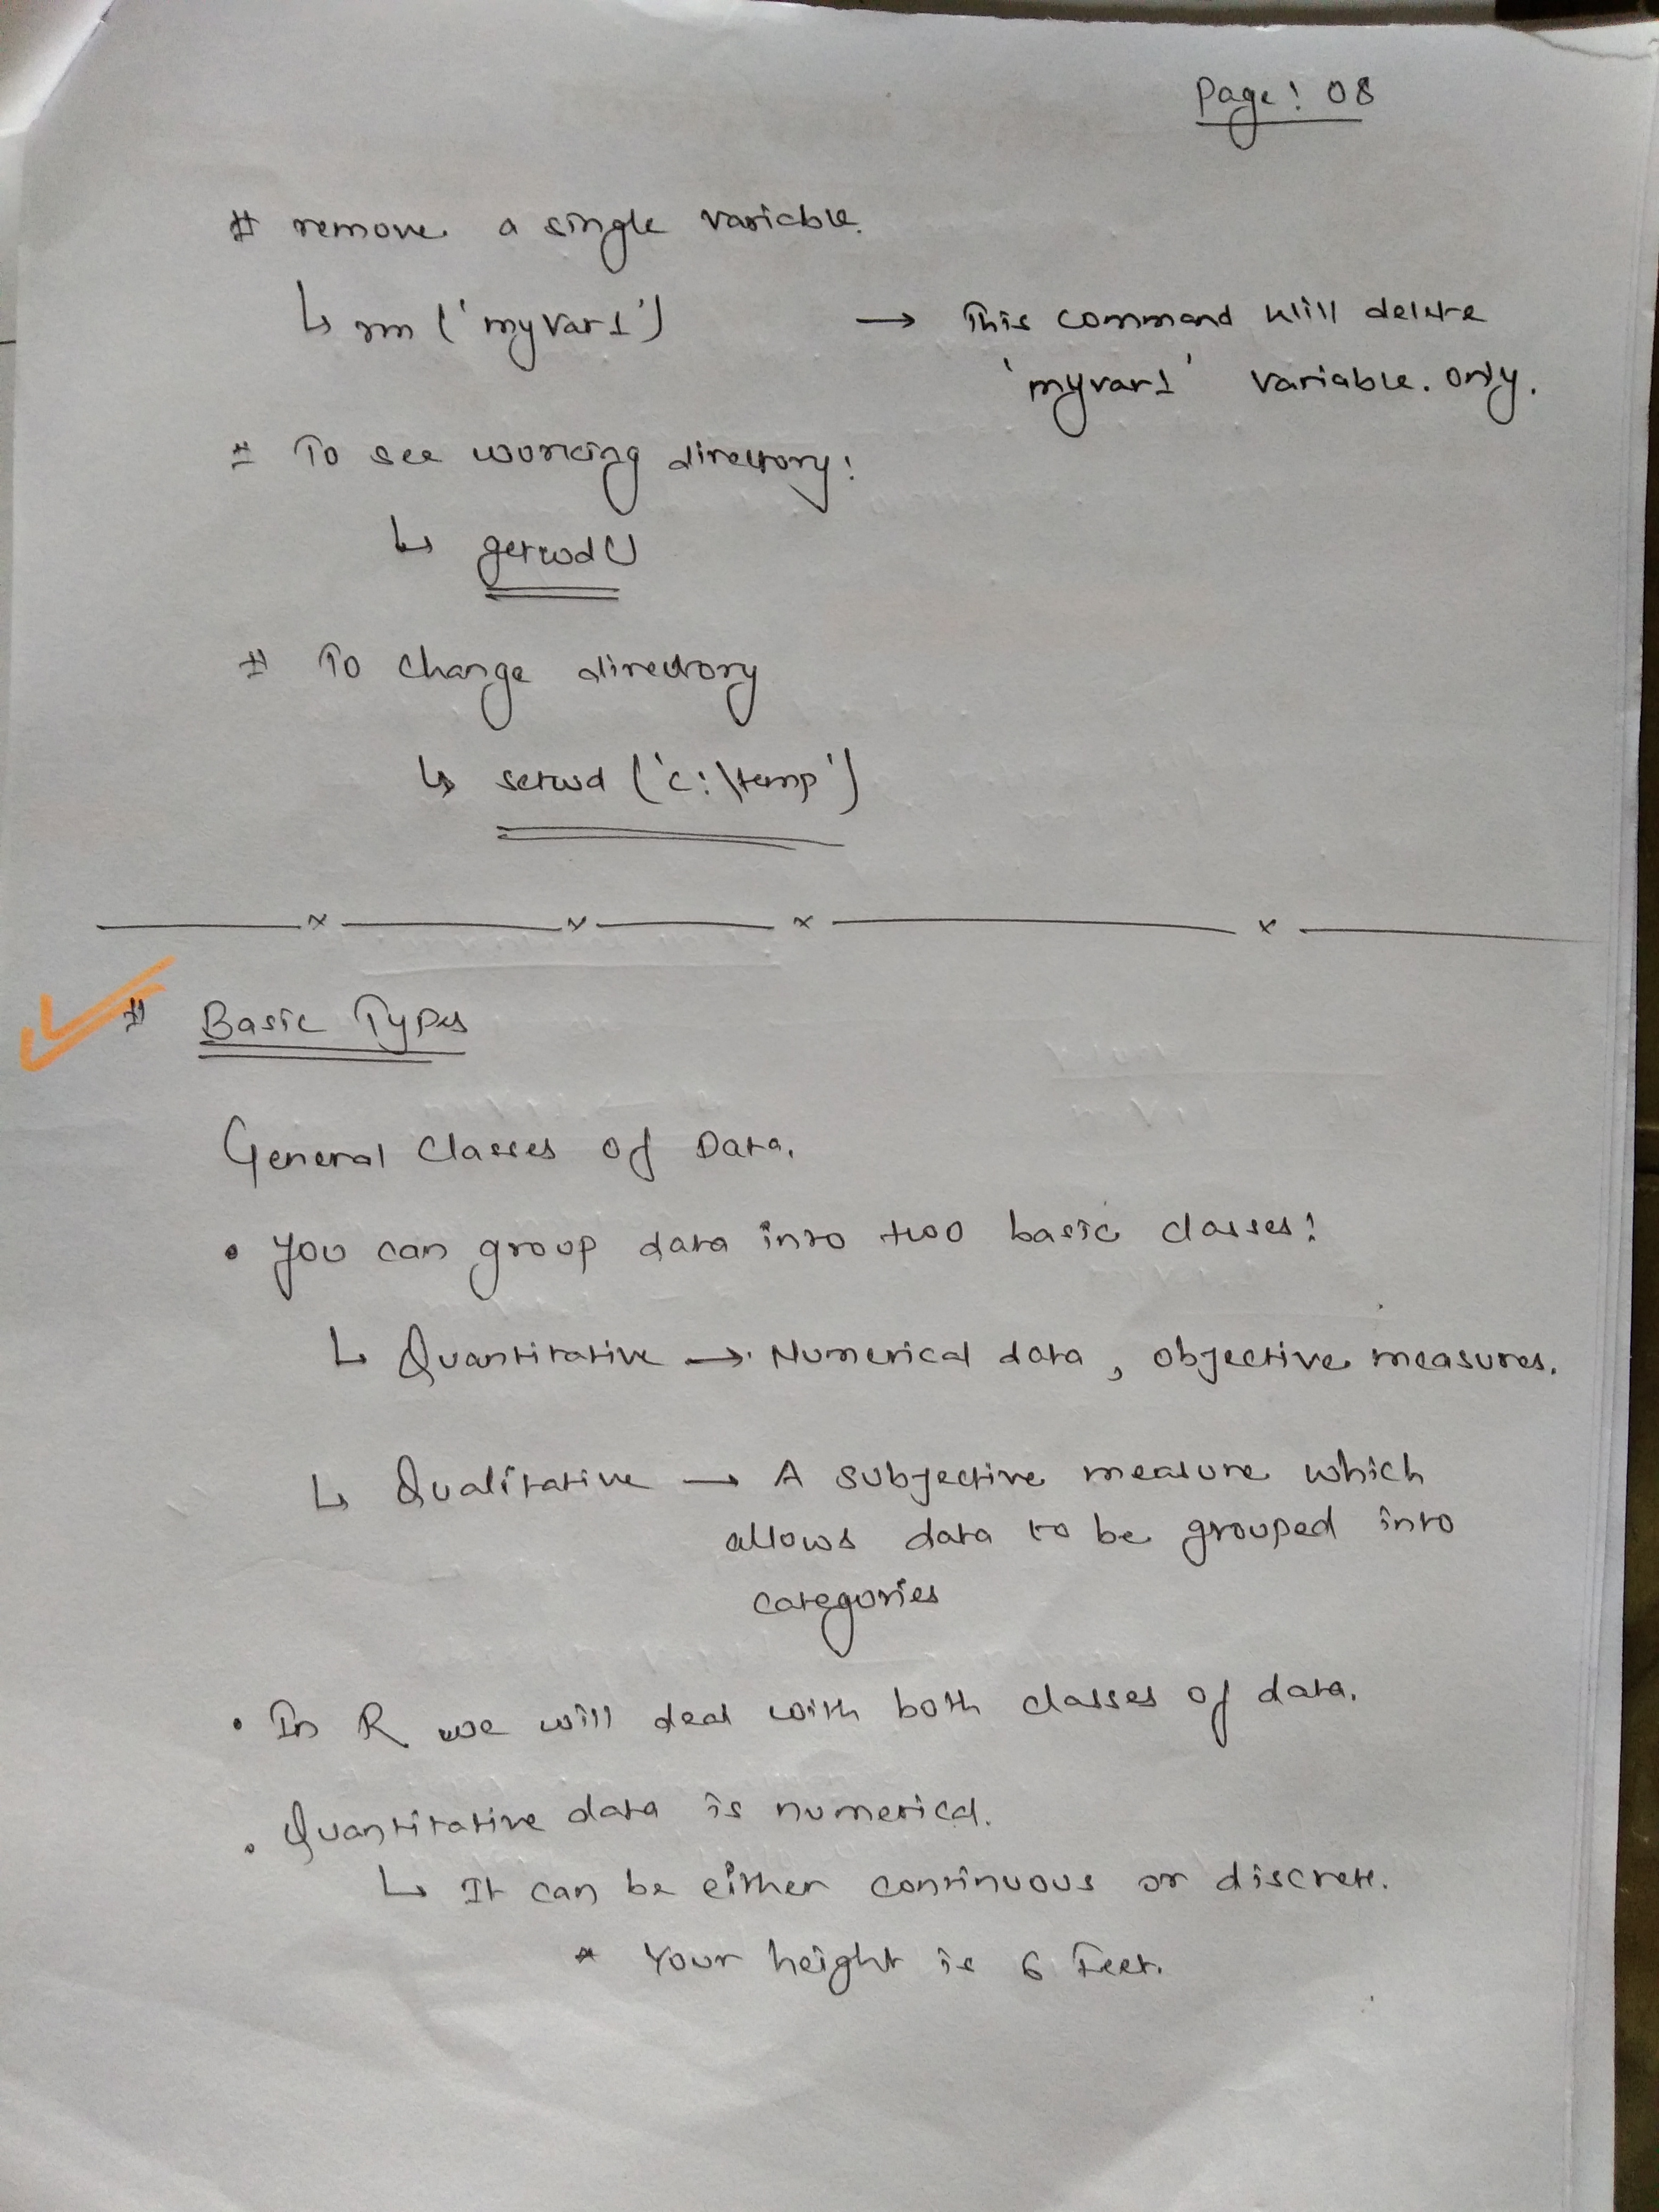 Page: 08
# remove a single variable.
↳ rm ('myvar1') → This command will delete
'myvar1' variable. only.
# To see working directory:
↳ getwd()
# To change directory
↳ setwd ('c:\temp')
# Basic Types
General Classes of Data.
• You can group data into two basic classes:
↳ Quantitative → Numerical data, objective measures.
↳ Qualitative → A subjective measure which
allows data to be grouped into
categories
• In R we will deal with both classes of data.
• Quantitative data is numerical.
↳ It can be either continuous or discrete.
* Your height is 6 Feet.